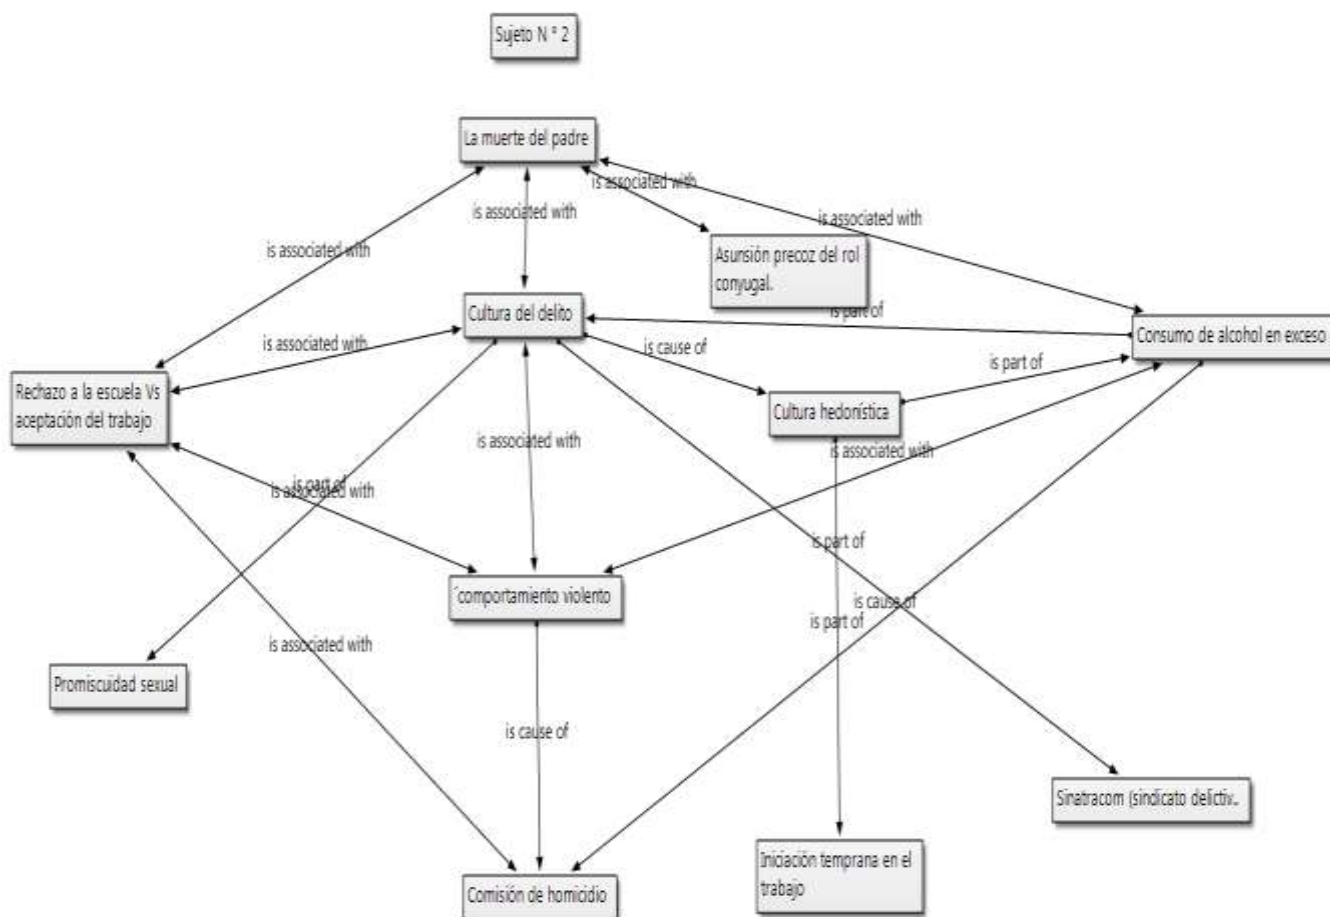 Sujeto N ° 2
La muerte del padre
is associated with
is associated with
is associated with
is associated with
Asunsión precoz del rol
conyugal.
Cultura del delito
is part of
Consumo de alcohol en exceso
is associated with
is cause of
is part of
Rechazo a la escuela Vs
aceptación del trabajo
Cultura hedonística
is associated with
is associated with
is part of
is associated with
is part of
´comportamiento violento
is cause of
is part of
is associated with
Promiscuidad sexual
is cause of
Sinatracom (sindicato delictiv..
Iniciación temprana en el
trabajo
Comisión de homicidio